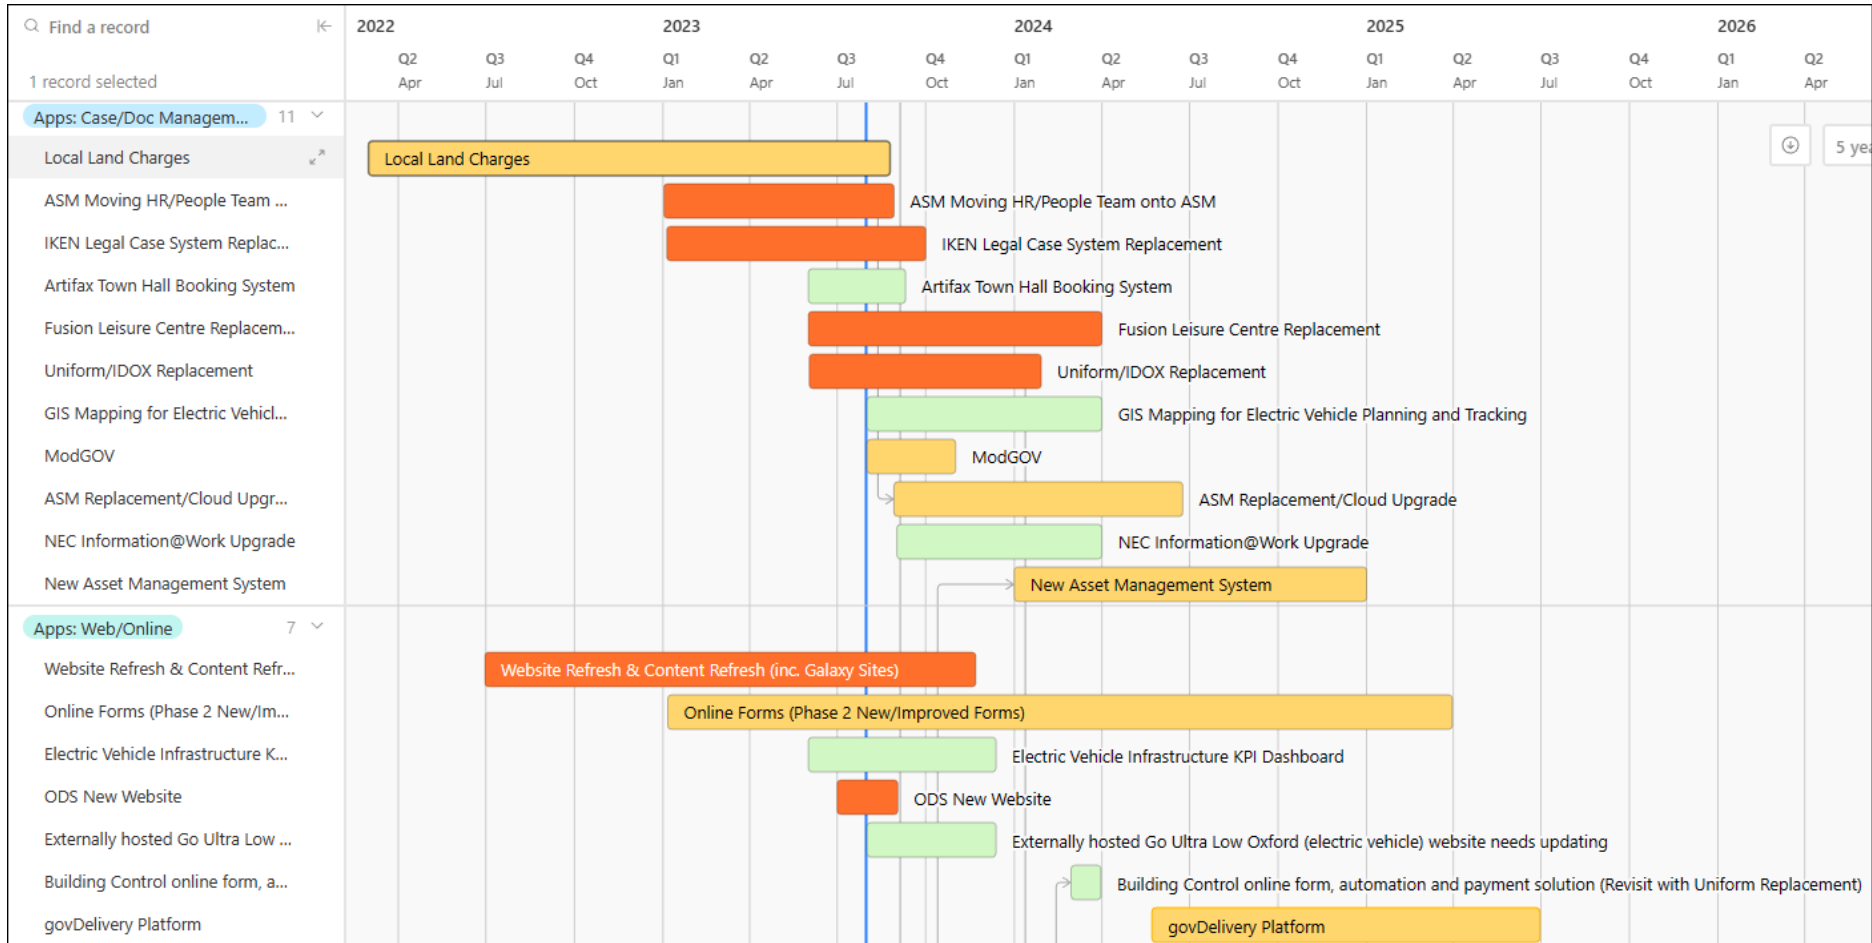 Find a record
1 record selected
2022 2023 2024 2025 2026
Q2 Q3 Q4 Q1 Q2 Q3 Q4 Q1 Q2 Q3 Q4 Q1 Q2 Q3 Q4 Q1 Q2
Apr Jul Oct Jan Apr Jul Oct Jan Apr Jul Oct Jan Apr Jul Oct Jan Apr
Apps: Case/Doc Managem... 11
5 yea
Local Land Charges Local Land Charges
ASM Moving HR/People Team ... ASM Moving HR/People Team onto ASM
IKEN Legal Case System Replac... IKEN Legal Case System Replacement
Artifax Town Hall Booking System Artifax Town Hall Booking System
Fusion Leisure Centre Replacem... Fusion Leisure Centre Replacement
Uniform/IDOX Replacement Uniform/IDOX Replacement
GIS Mapping for Electric Vehicl... GIS Mapping for Electric Vehicle Planning and Tracking
ModGOV ModGOV
ASM Replacement/Cloud Upgr... ASM Replacement/Cloud Upgrade
NEC Information@Work Upgrade NEC Information@Work Upgrade
New Asset Management System New Asset Management System
Apps: Web/Online 7
Website Refresh & Content Refr... Website Refresh & Content Refresh (inc. Galaxy Sites)
Online Forms (Phase 2 New/Im... Online Forms (Phase 2 New/Improved Forms)
Electric Vehicle Infrastructure K... Electric Vehicle Infrastructure KPI Dashboard
ODS New Website ODS New Website
Externally hosted Go Ultra Low ... Externally hosted Go Ultra Low Oxford (electric vehicle) website needs updating
Building Control online form, a... Building Control online form, automation and payment solution (Revisit with Uniform Replacement)
govDelivery Platform govDelivery Platform